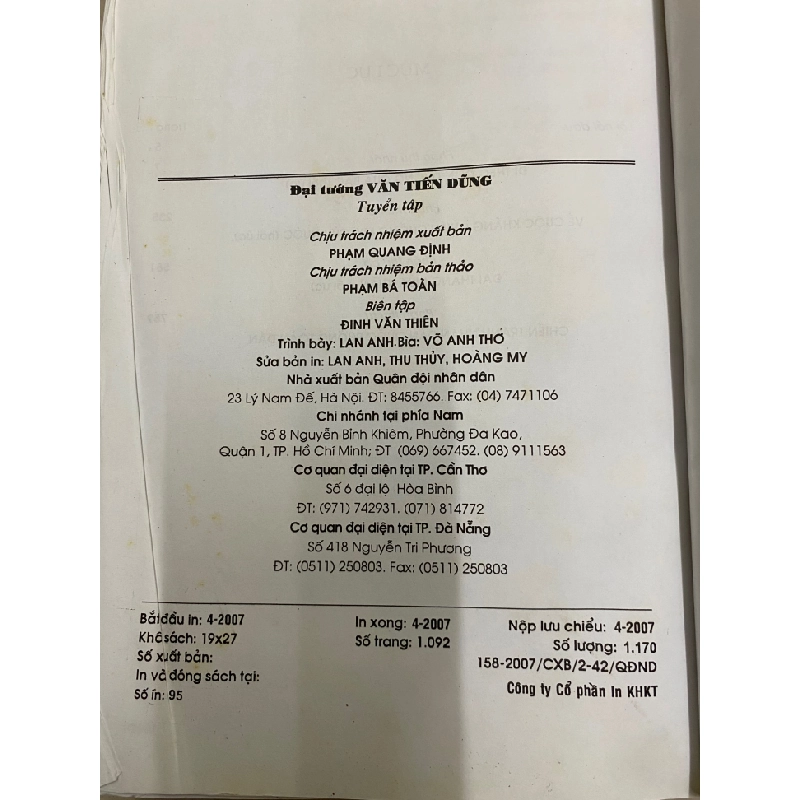 Đại tướng VĂN TIẾN DŨNG
Tuyển tập
Chịu trách nhiệm xuất bản
PHẠM QUANG ĐỊNH
Chịu trách nhiệm bản thảo
PHẠM BÁ TOÀN
Biên tập
ĐINH VĂN THIÊN
Trình bày: LAN ANH. Bìa: VÕ ANH THƠ
Sửa bản in: LAN ANH, THU THỦY, HOÀNG MY
Nhà xuất bản Quân đội nhân dân
23 Lý Nam Đế, Hà Nội. ĐT: 8455766. Fax: (04) 7471106
Chi nhánh tại phía Nam
Số 8 Nguyễn Bỉnh Khiêm, Phường Đa Kao,
Quận 1, TP. Hồ Chí Minh; ĐT (069) 667452. (08) 9111563
Cơ quan đại diện tại TP. Cần Thơ
Số 6 đại lộ Hòa Bình
ĐT: (971) 742931. (071) 814772
Cơ quan đại diện tại TP. Đà Nẵng
Số 418 Nguyễn Tri Phương
ĐT: (0511) 250803. Fax: (0511) 250803
Bắt đầu in: 4-2007
In xong: 4-2007
Nộp lưu chiểu: 4-2007
Khổ sách: 19x27
Số trang: 1.092
Số lượng: 1.170
Số xuất bản:
158-2007/CXB/2-42/QĐND
In và đóng sách tại:
Công ty Cổ phần In KHKT
Số in: 95